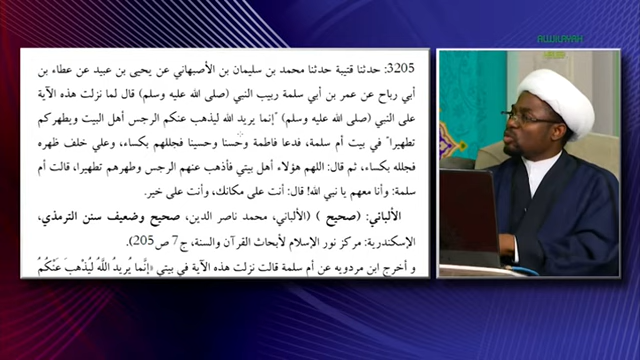 3205: حدثنا قتيبة حدثنا محمد بن سليمان بن الأصبهاني عن يحيى بن عبيد عن عطاء بن
أبي رباح عن عمر بن أبي سلمة ربيب النبي (صلى الله عليه وسلم) قال لما نزلت هذه الآية
على النبي (صلى الله عليه وسلم) "إنما يريد الله ليذهب عنكم الرجس أهل البيت ويطهركم
تطهيرا" في بيت أم سلمة، فدعا فاطمة وحسنا وحسينا فجللهم بكساء، وعلي خلف ظهره
فجلله بكساء، ثم قال: اللهم هؤلاء أهل بيتي فأذهب عنهم الرجس وطهرهم تطهيرا، قالت أم
سلمة: وأنا معهم يا نبي الله! قال: أنت على مكانك، وأنت على خير.
الألباني: (صحيح ) (الألباني، محمد ناصر الدين، صحيح وضعيف سنن الترمذي،
الإسكندرية: مركز نور الإسلام لأبحاث القرآن والسنة، ج7 ص205).
و أخرج ابن مردويه عن أم سلمة قالت نزلت هذه الآية في بيتي «إِنَّما يُرِيدُ اللَّهُ لِيُذْهِبَ عَنْكُمُ
ALWILAYAH